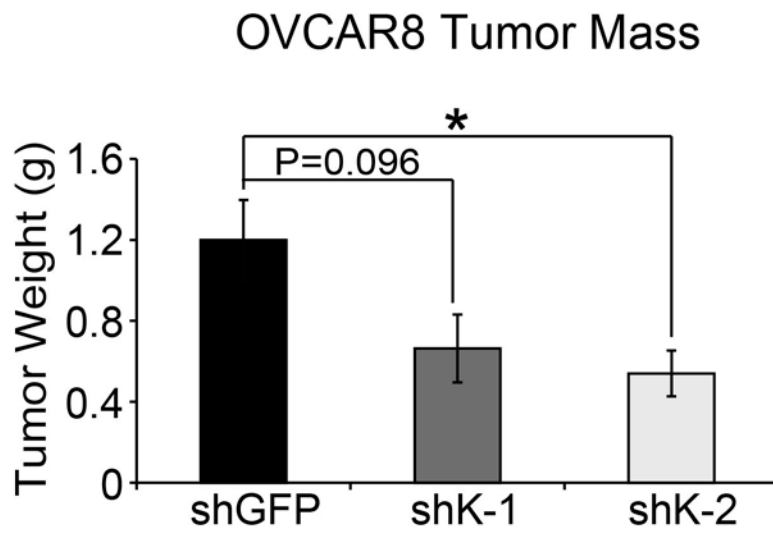 OVCAR8 Tumor Mass
*
P=0.096
Tumor Weight (g)
1.6
1.2
0.8
0.4
0
shGFP shK-1 shK-2